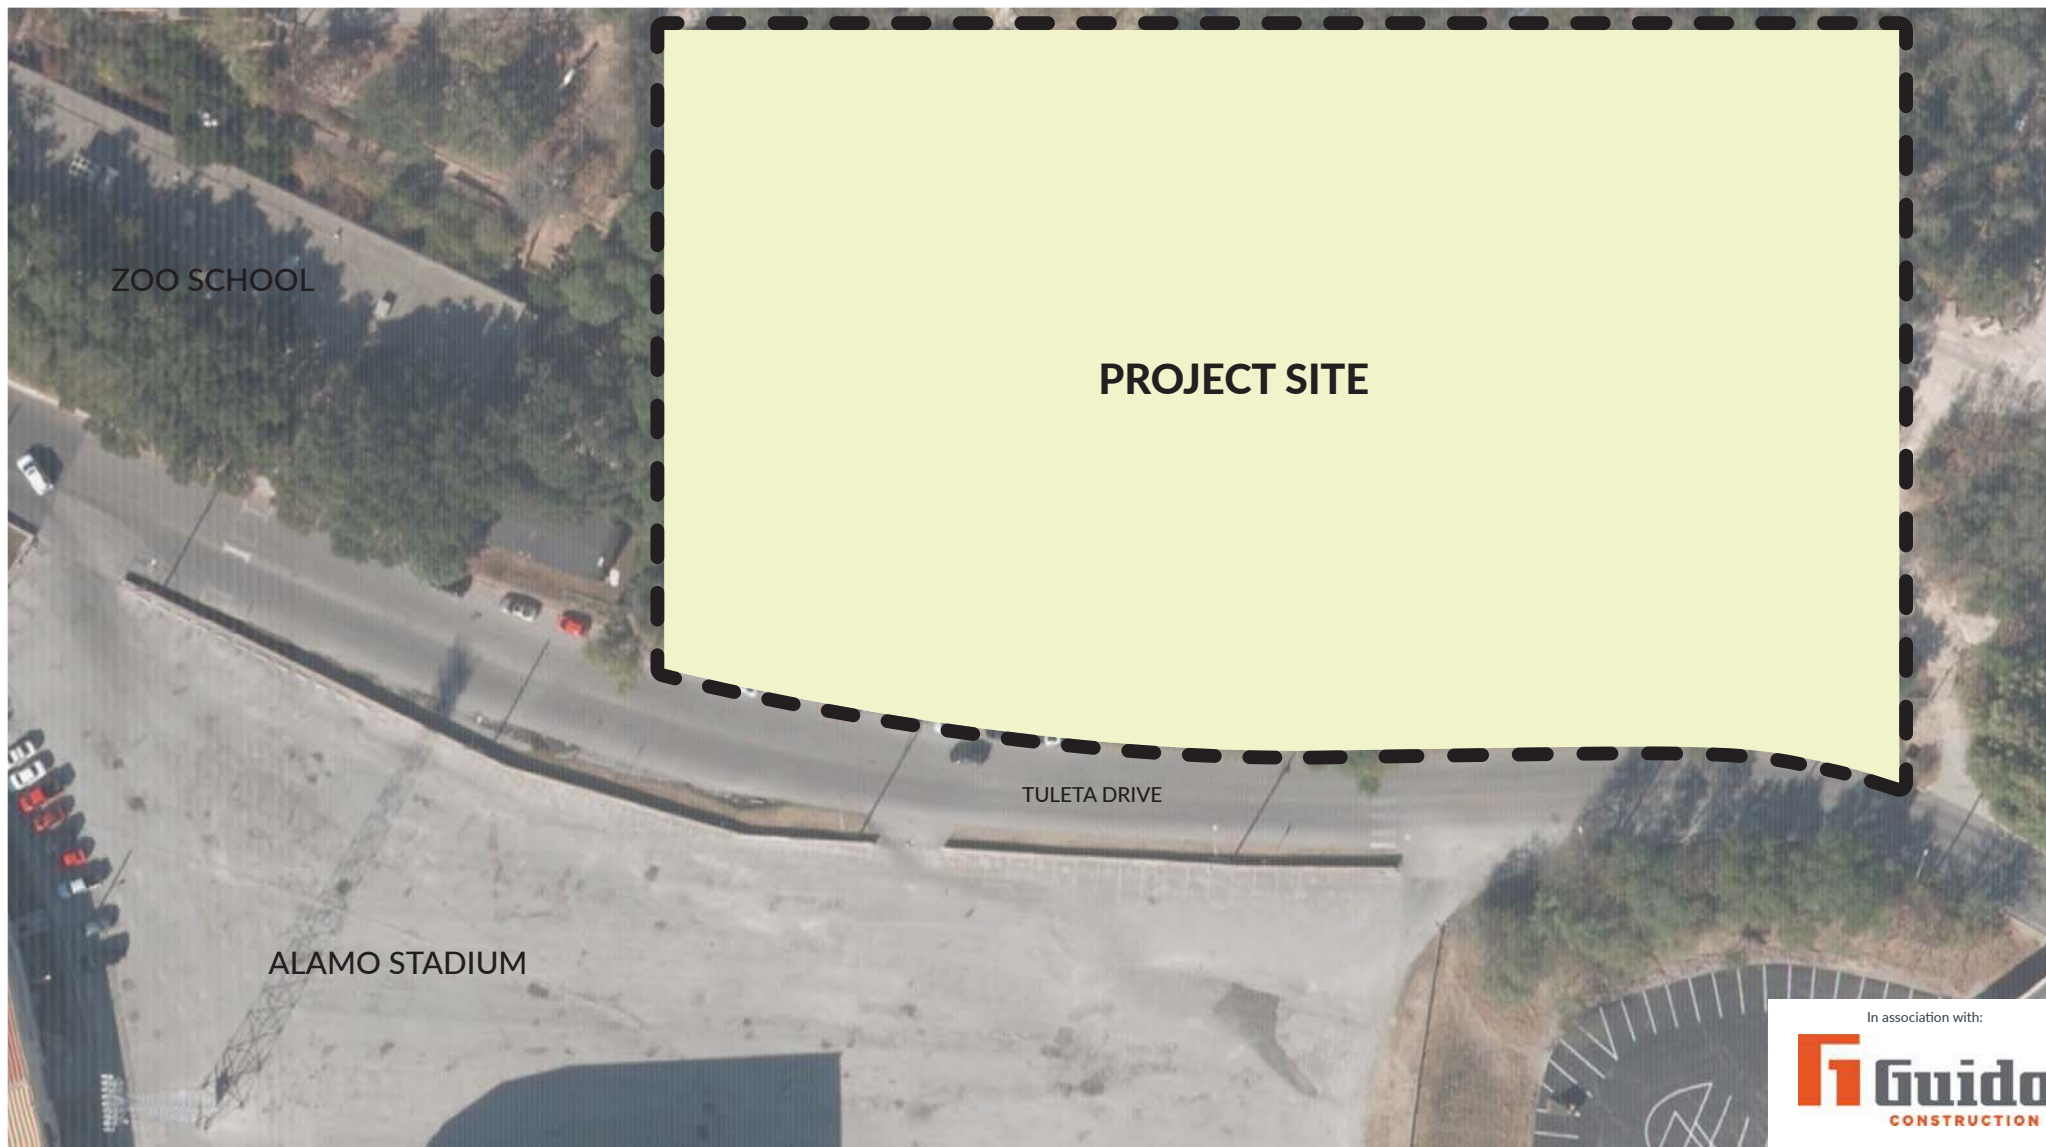 ZOO SCHOOL
PROJECT SITE
TULETA DRIVE
ALAMO STADIUM
In association with:
Guido
CONSTRUCTION